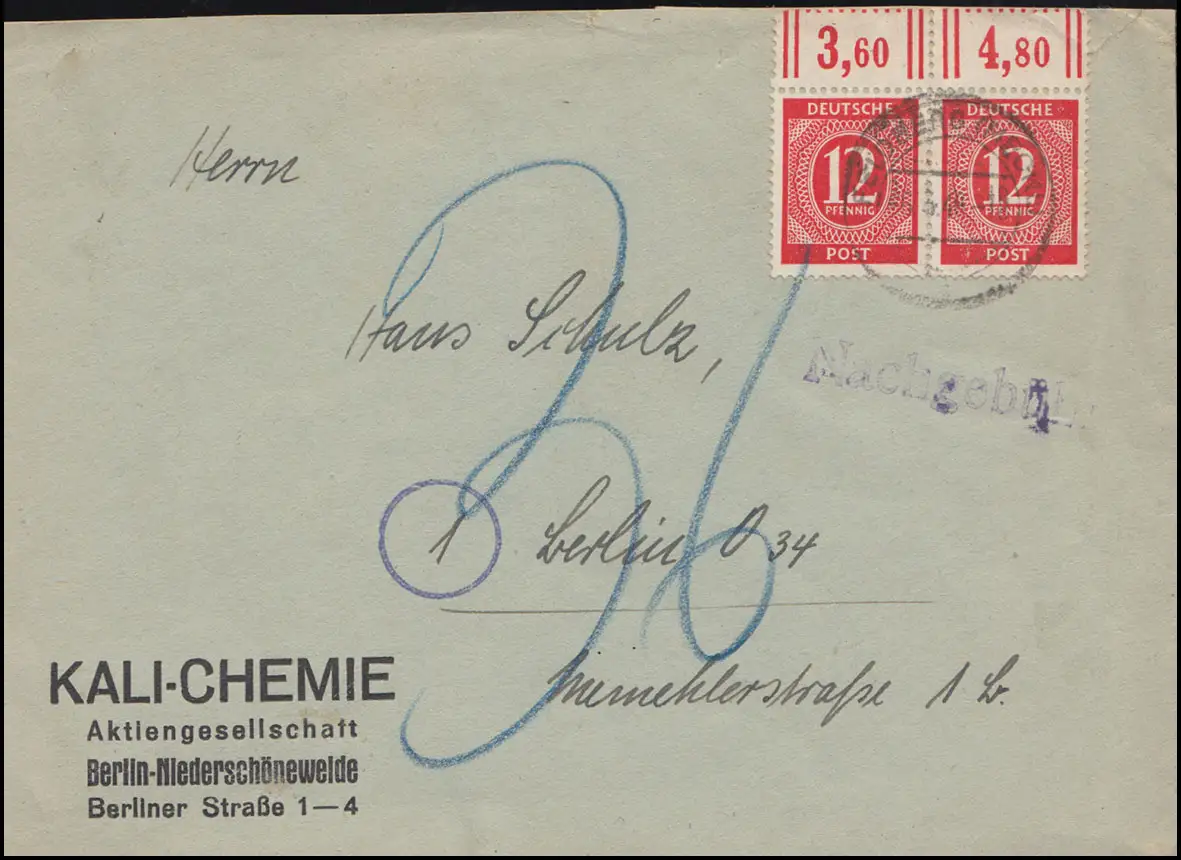 3,60 4,80
DEUTSCHE DEUTSCHE
12 12
PFENNIG PFENNIG
POST POST
Herrn
Hans Schulz,
Nachgebühr
36
1 Berlin O 34
Memehlerstraße 1 b.
KALI-CHEMIE
Aktiengesellschaft
Berlin-Niederschöneweide
Berliner Straße 1—4